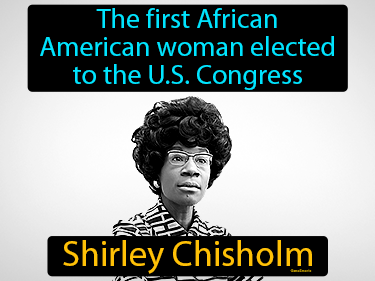 The first African
American woman elected
to the U.S. Congress
Shirley Chisholm